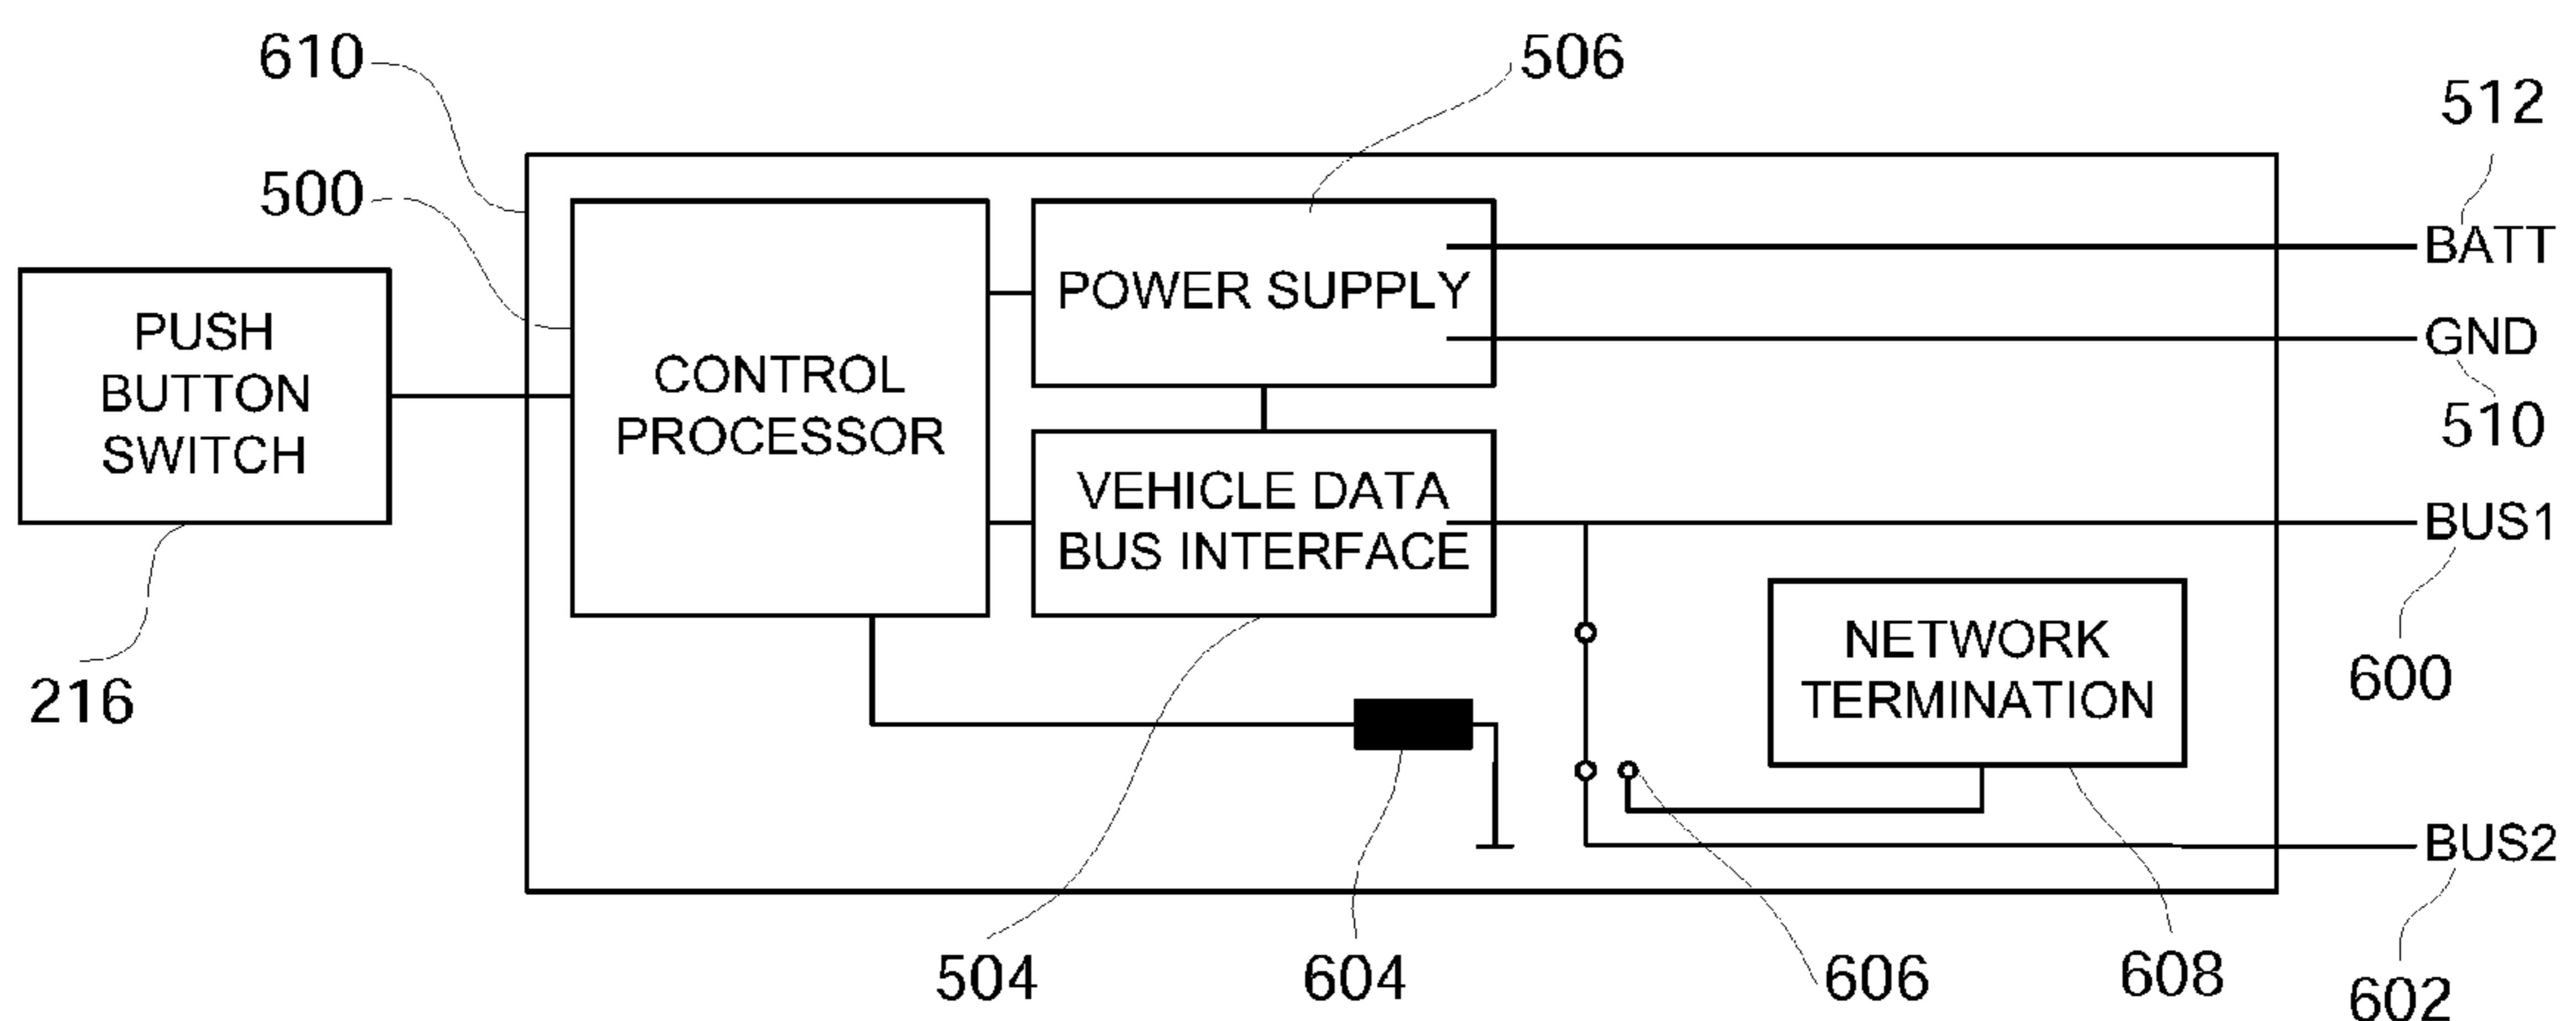 610
506
512
500
BATT
PUSH
BUTTON
SWITCH
CONTROL
PROCESSOR
POWER SUPPLY
GND
510
VEHICLE DATA
BUS INTERFACE
BUS1
NETWORK
TERMINATION
600
216
BUS2
504
604
606
608
602